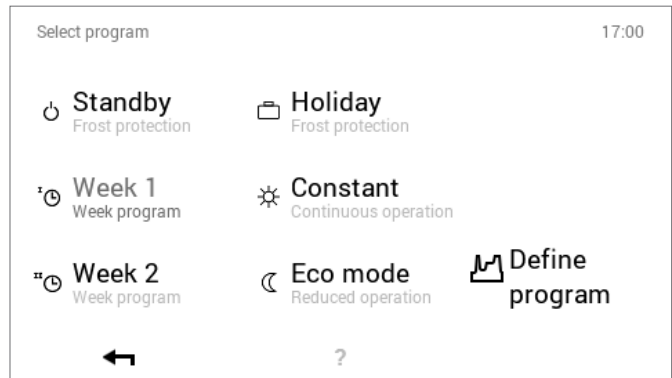 Select program 17:00
Standby
Frost protection
Holiday
Frost protection
Week 1
Week program
Constant
Continuous operation
Week 2
Week program
Eco mode
Reduced operation
Define
program
?